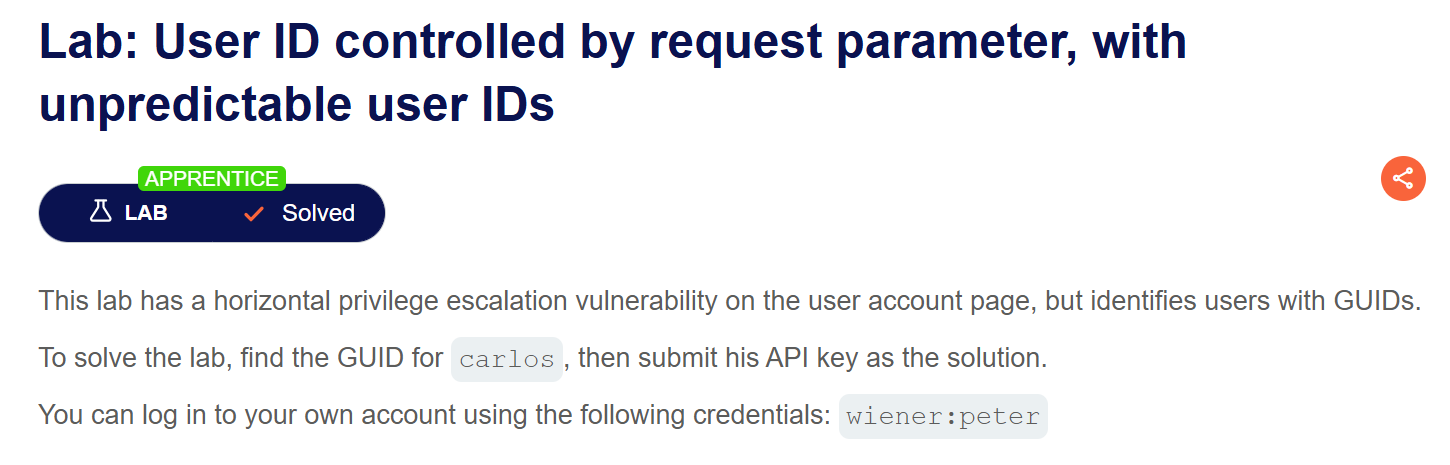 Lab: User ID controlled by request parameter, with
unpredictable user IDs
APPRENTICE
LAB
Solved
This lab has a horizontal privilege escalation vulnerability on the user account page, but identifies users with GUIDs.
To solve the lab, find the GUID for carlos, then submit his API key as the solution.
You can log in to your own account using the following credentials: wiener:peter